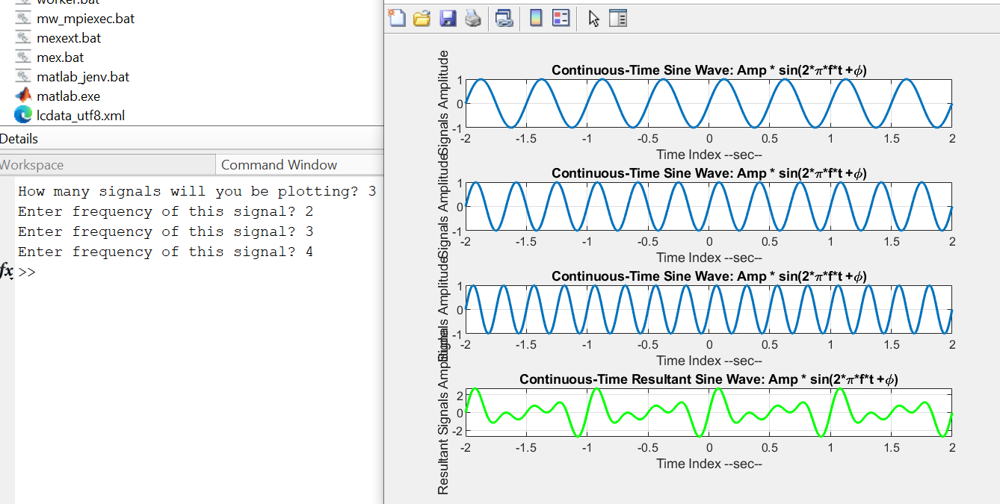 worker.bat
mw_mpiexec.bat
mexext.bat
mex.bat
matlab_jenv.bat
matlab.exe
lcdata_utf8.xml
Details
Workspace
Command Window
How many signals will you be plotting? 3
Enter frequency of this signal? 2
Enter frequency of this signal? 3
Enter frequency of this signal? 4
fx >>
Continuous-Time Sine Wave: Amp * sin(2*π*f*t +ϕ)
Signals Amplitude
1
0
-1
-2 -1.5 -1 -0.5 0 0.5 1 1.5 2
Time Index --sec--
Continuous-Time Sine Wave: Amp * sin(2*π*f*t +ϕ)
Signals Amplitude
1
0
-1
-2 -1.5 -1 -0.5 0 0.5 1 1.5 2
Time Index --sec--
Continuous-Time Sine Wave: Amp * sin(2*π*f*t +ϕ)
Signals Amplitude
1
0
-1
-2 -1.5 -1 -0.5 0 0.5 1 1.5 2
Time Index --sec--
Continuous-Time Resultant Sine Wave: Amp * sin(2*π*f*t +ϕ)
Resultant Signals Amplitude
2
0
-2
-2 -1.5 -1 -0.5 0 0.5 1 1.5 2
Time Index --sec--